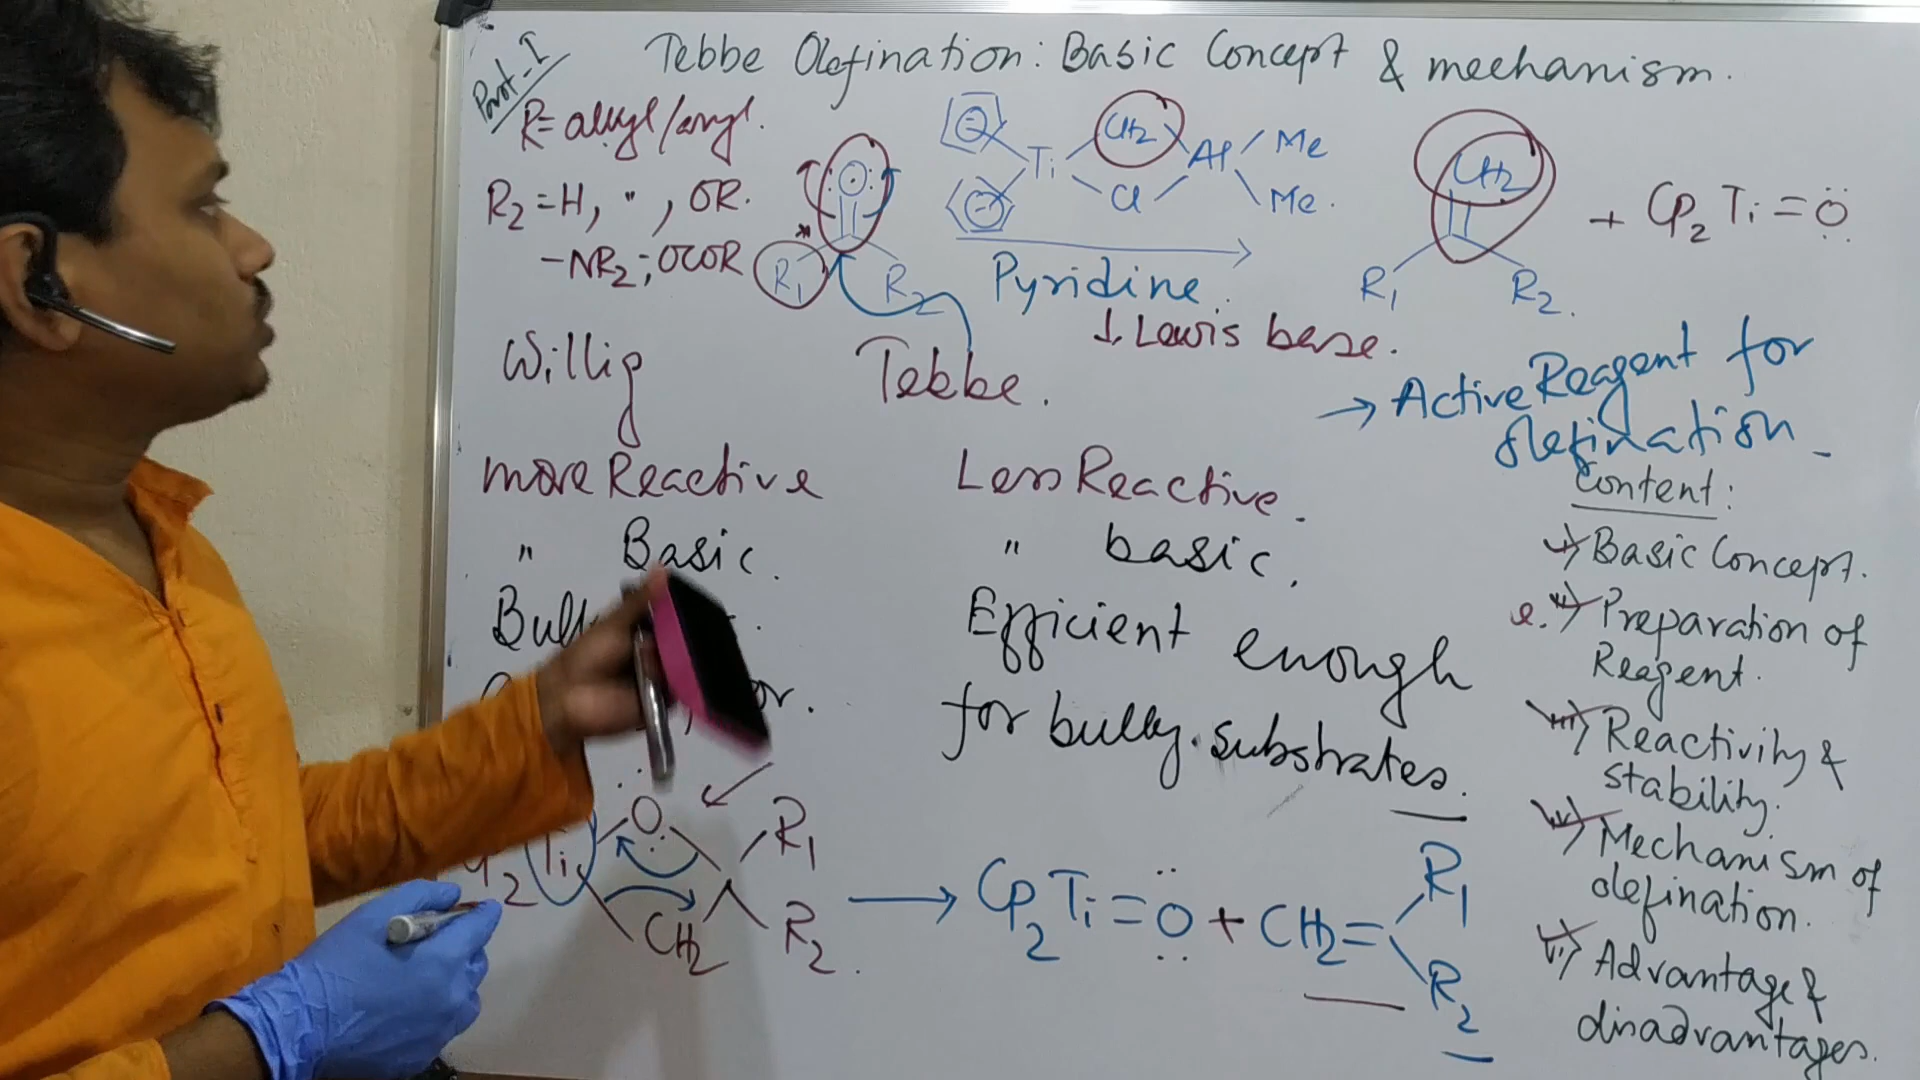 Part-I
Tebbe Olefination: Basic Concept & mechanism.
R= alkyl/aryl.
R2=H, " , OR.
-NR2; OCOR
O
R1 R2
Ti CH2 Al Me
Cl Me.
Pyridine.
↓ Lewis base.
CH2
R1 R2.
+ Cp2Ti=O
Wittig
Tebbe.
→ Active Reagent for
olefination.
more Reactive
Less Reactive.
" Basic.
" basic.
Efficient enough
for bulky. substrates.
Ti O R1
CH2 R2.
→ Cp2Ti=O + CH2= R1
R2
Content:
i) Basic Concept.
ii) Preparation of
Reagent.
iii) Reactivity &
stability.
iv) Mechanism of
olefination.
v) Advantage &
disadvantages.